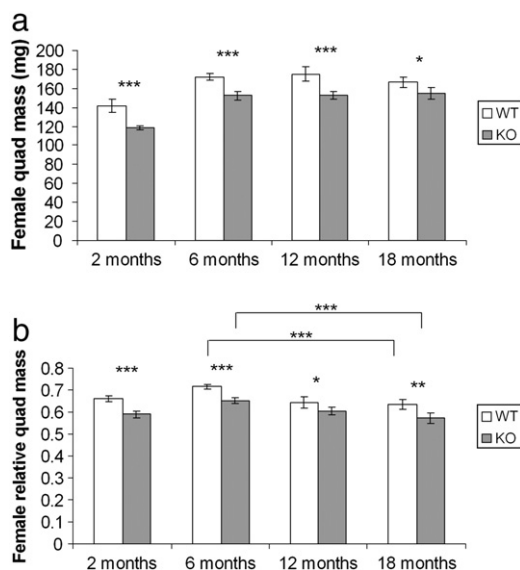 a
Female quad mass (mg)
200
180
160
140
120
100
80
60
40
20
0
***
***
***
*
2 months
6 months
12 months
18 months
WT
KO
b
Female relative quad mass
0.8
0.7
0.6
0.5
0.4
0.3
0.2
0.1
0
***
***
***
***
*
**
2 months
6 months
12 months
18 months
WT
KO